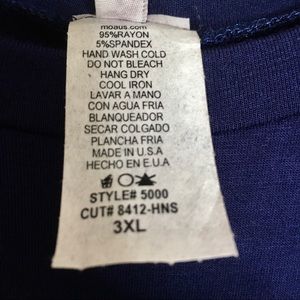 moaus.com
95%RAYON
5%SPANDEX
HAND WASH COLD
DO NOT BLEACH
HANG DRY
COOL IRON
LAVAR A MANO
CON AGUA FRIA
BLANQUEADOR
SECAR COLGADO
PLANCHA FRIA
MADE IN U.S.A
HECHO EN E.U.A
STYLE# 5000
CUT# 8412-HNS
3XL